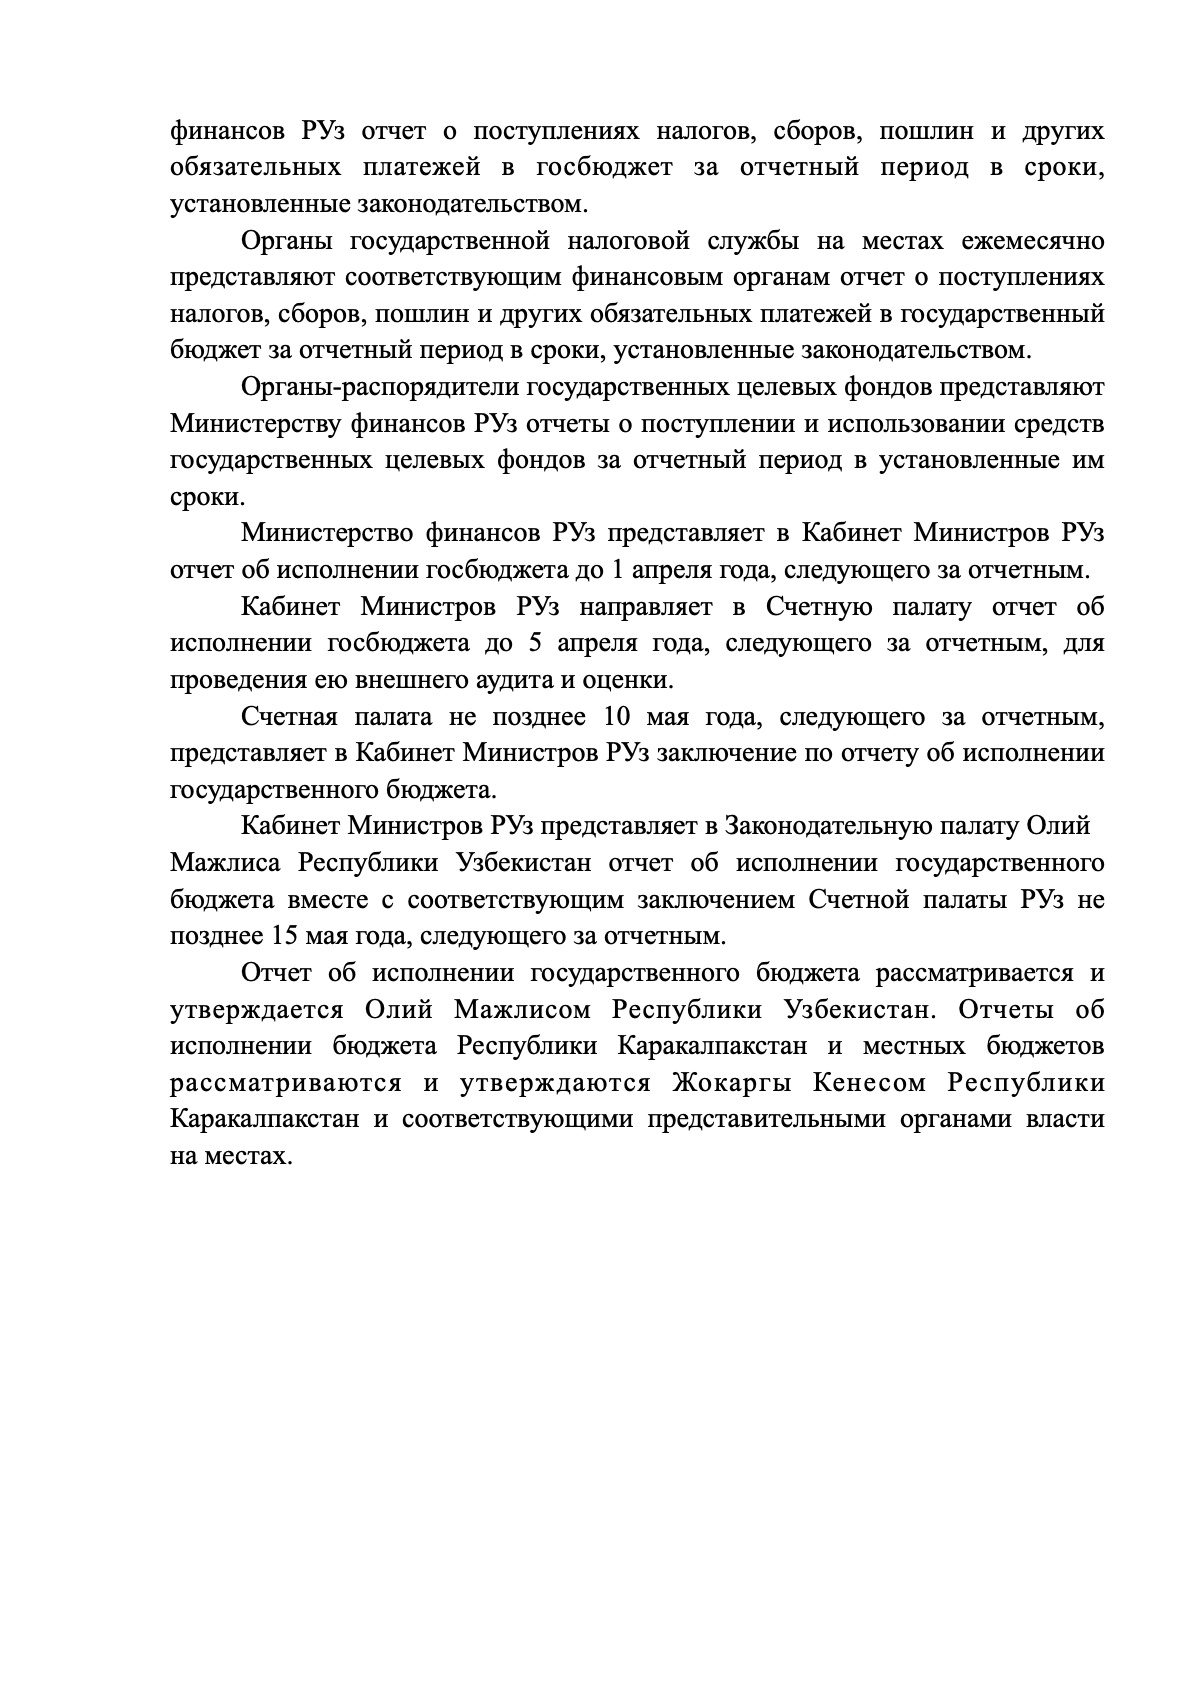 финансов РУз отчет о поступлениях налогов, сборов, пошлин и других
обязательных платежей в госбюджет за отчетный период в сроки,
установленные законодательством.
Органы государственной налоговой службы на местах ежемесячно
представляют соответствующим финансовым органам отчет о поступлениях
налогов, сборов, пошлин и других обязательных платежей в государственный
бюджет за отчетный период в сроки, установленные законодательством.
Органы-распорядители государственных целевых фондов представляют
Министерству финансов РУз отчеты о поступлении и использовании средств
государственных целевых фондов за отчетный период в установленные им
сроки.
Министерство финансов РУз представляет в Кабинет Министров РУз
отчет об исполнении госбюджета до 1 апреля года, следующего за отчетным.
Кабинет Министров РУз направляет в Счетную палату отчет об
исполнении госбюджета до 5 апреля года, следующего за отчетным, для
проведения ею внешнего аудита и оценки.
Счетная палата не позднее 10 мая года, следующего за отчетным,
представляет в Кабинет Министров РУз заключение по отчету об исполнении
государственного бюджета.
Кабинет Министров РУз представляет в Законодательную палату Олий
Мажлиса Республики Узбекистан отчет об исполнении государственного
бюджета вместе с соответствующим заключением Счетной палаты РУз не
позднее 15 мая года, следующего за отчетным.
Отчет об исполнении государственного бюджета рассматривается и
утверждается Олий Мажлисом Республики Узбекистан. Отчеты об
исполнении бюджета Республики Каракалпакстан и местных бюджетов
рассматриваются и утверждаются Жокаргы Кенесом Республики
Каракалпакстан и соответствующими представительными органами власти
на местах.